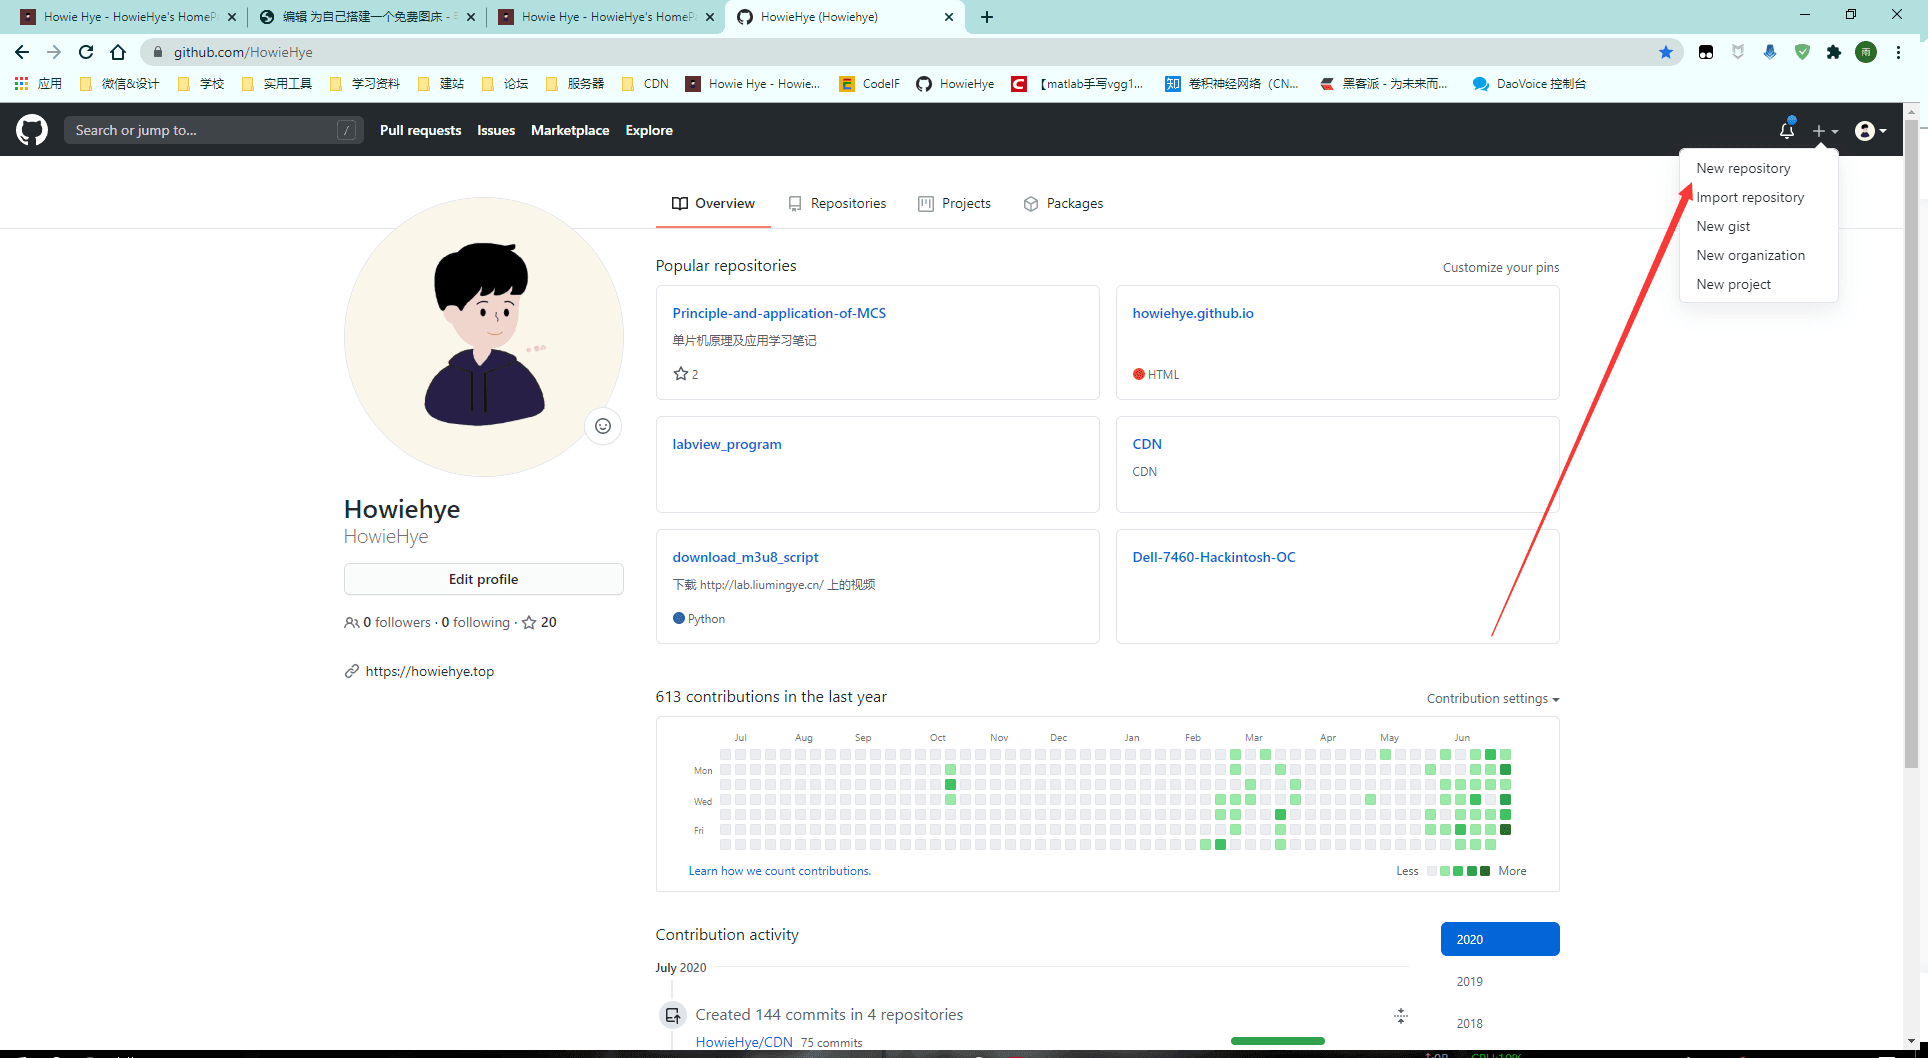 Howie Hye - HowieHye's HomeP
编辑 为自己搭建一个免费图床 -
Howie Hye - HowieHye's HomeP
HowieHye (Howiehye)
github.com/HowieHye
雨
应用
微信&设计
学校
实用工具
学习资料
建站
论坛
服务器
CDN
Howie Hye - Howie...
CodeIF
HowieHye
【matlab手写vgg1...
知
卷积神经网络（CN...
黑客派 - 为未来而...
DaoVoice 控制台
Search or jump to...
/
Pull requests
Issues
Marketplace
Explore
New repository
Import repository
New gist
New organization
New project
Overview
Repositories
Projects
Packages
Popular repositories
Customize your pins
Principle-and-application-of-MCS
单片机原理及应用学习笔记
2
howiehye.github.io
HTML
labview_program
CDN
CDN
download_m3u8_script
下载 http://lab.liumingye.cn/ 上的视频
Python
Dell-7460-Hackintosh-OC
Howiehye
HowieHye
Edit profile
0 followers · 0 following · 20
https://howiehye.top
613 contributions in the last year
Contribution settings
Jul Aug Sep Oct Nov Dec Jan Feb Mar Apr May Jun
Mon
Wed
Fri
Learn how we count contributions.
Less More
Contribution activity
2020
2019
2018
July 2020
Created 144 commits in 4 repositories
HowieHye/CDN 75 commits